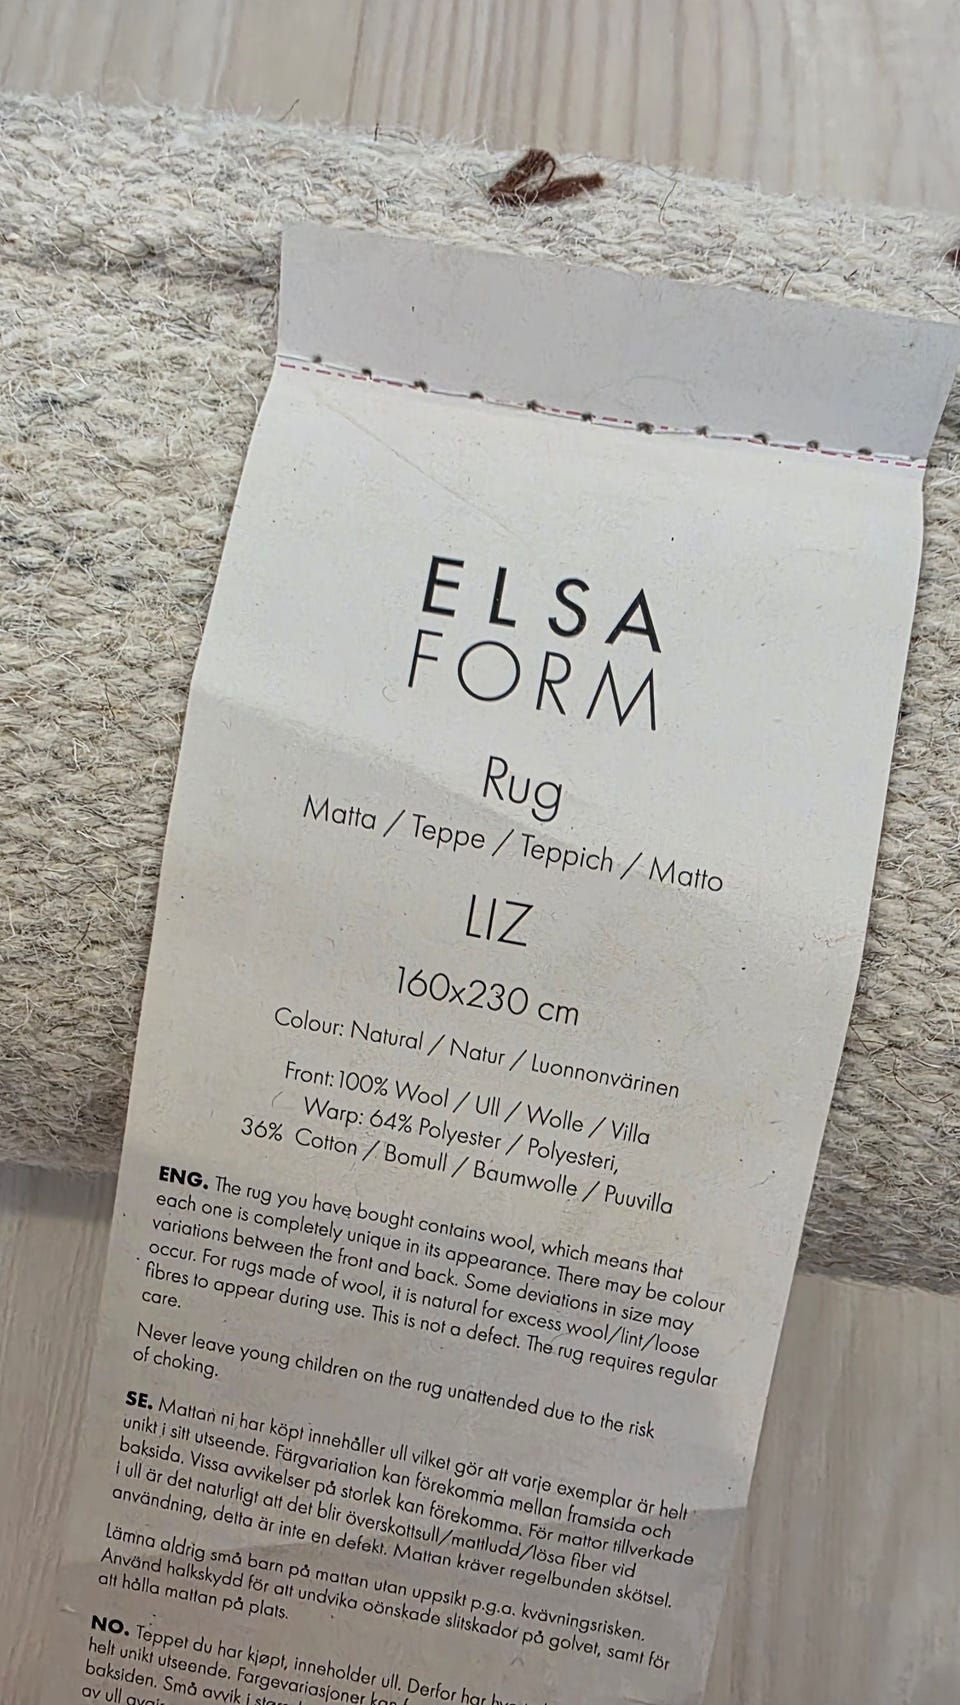 ELSA
FORM
Rug
Matta / Teppe / Teppich / Matto
LIZ
160x230 cm
Colour: Natural / Natur / Luonnonvärinen
Front:100% Wool / Ull / Wolle / Villa
Warp: 64% Polyester / Polyesteri,
36% Cotton / Bomull / Baumwolle / Puuvilla
ENG. The rug you have bought contains wool, which means that
each one is completely unique in its appearance. There may be colour
variations between the front and back. Some deviations in size may
occur. For rugs made of wool, it is natural for excess wool/lint/loose
fibres to appear during use. This is not a defect. The rug requires regular
care.
Never leave young children on the rug unattended due to the risk
of choking.
SE. Mattan ni har köpt innehåller ull vilket gör att varje exemplar är helt
unikt i sitt utseende. Färgvariation kan förekomma mellan framsida och
baksida. Vissa avvikelser på storlek kan förekomma. För mattor tillverkade
i ull är det naturligt att det blir överskottsull/mattludd/lösa fiber vid
användning, detta är inte en defekt. Mattan kräver regelbunden skötsel.
Lämna aldrig små barn på mattan utan uppsikt p.g.a. kvävningsrisken.
Använd halkskydd för att undvika oönskade slitskador på golvet, samt för
att hålla mattan på plats.
NO. Teppet du har kjøpt, inneholder ull. Derfor har
helt unikt utseende. Fargevariasjoner kan
baksiden. Små avvik i
av ull